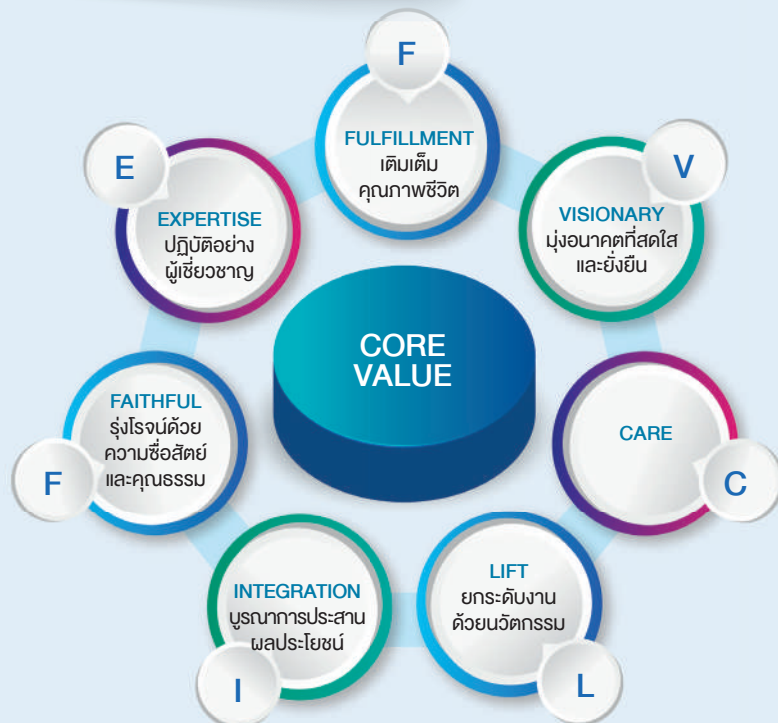 F
FULFILLMENT
เติมเต็ม
คุณภาพชีวิต
V
VISIONARY
มุ่งอนาคตที่สดใส
และยั่งยืน
CARE
C
LIFT
ยกระดับงาน
ด้วยนวัตกรรม
L
INTEGRATION
บูรณาการประสาน
ผลประโยชน์
I
FAITHFUL
รุ่งโรจน์ด้วย
ความซื่อสัตย์
และคุณธรรม
F
E
EXPERTISE
ปฏิบัติอย่าง
ผู้เชี่ยวชาญ
CORE
VALUE